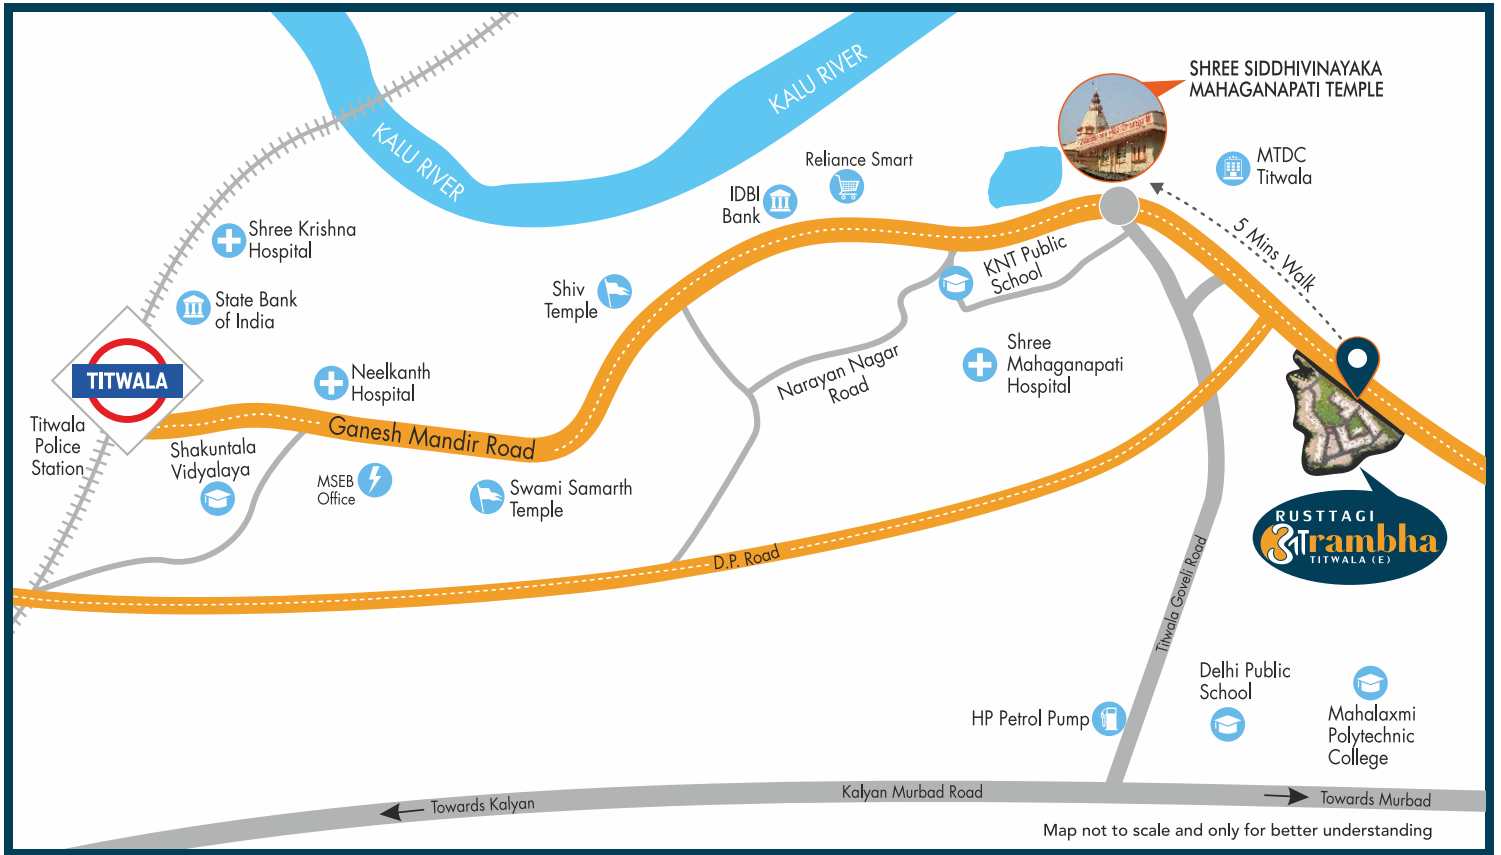 SHREE SIDDHIVINAYAKA
MAHAGANAPATI TEMPLE
KALU RIVER
KALU RIVER
Reliance Smart
MTDC
Titwala
IDBI
Bank
Shree Krishna
Hospital
5 Mins Walk
KNT Public
School
Shiv
Temple
State Bank
of India
TITWALA
Neelkanth
Hospital
Shree
Mahaganapati
Hospital
Narayan Nagar
Road
Titwala
Police
Station
Ganesh Mandir Road
Shakuntala
Vidyalaya
MSEB
Office
Swami Samarth
Temple
RUSTTAGI
आrambha
TITWALA (E)
D.P. Road
Titwala Goveli Road
Delhi Public
School
HP Petrol Pump
Mahalaxmi
Polytechnic
College
Towards Kalyan
Kalyan Murbad Road
Towards Murbad
Map not to scale and only for better understanding